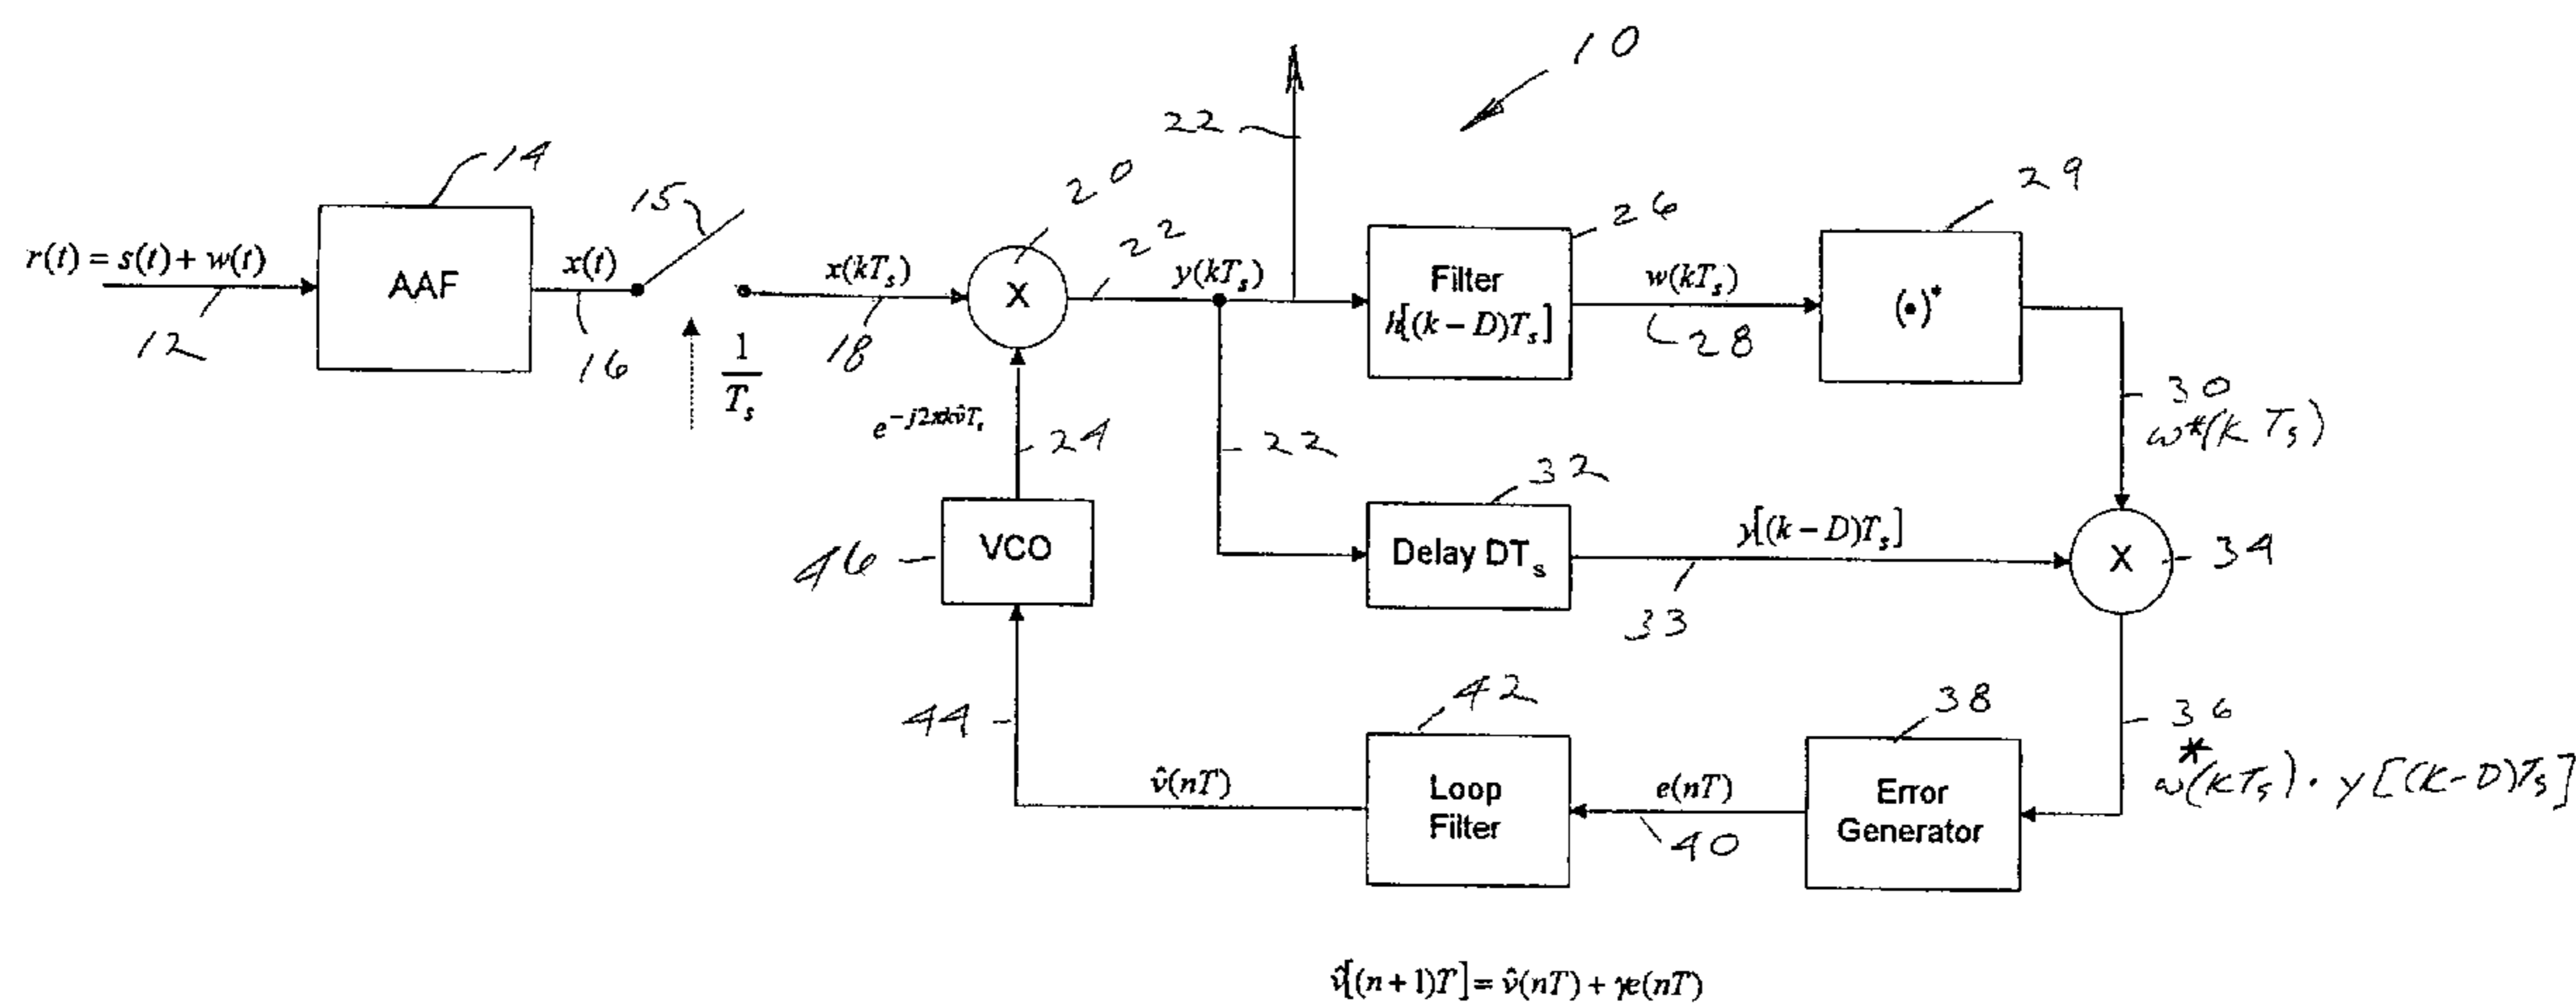 10
22
14
15
20
22
26
29
r(t) = s(t) + w(t)
AAF
x(t)
x(kT_s)
X
y(kT_s)
Filter
h[(k − D)T_s]
w(kT_s)
(•)*
12
16
1/T_s
18
28
30
w*(kT_s)
e^{−j2πkν̂T_s}
24
22
32
46
VCO
Delay DT_s
y[(k − D)T_s]
X
34
33
44
42
38
36
w*(kT_s) · y[(k-D)T_s]
ν̂(nT)
Loop
Filter
e(nT)
40
Error
Generator
ν̂[(n + 1)T] = ν̂(nT) + γe(nT)